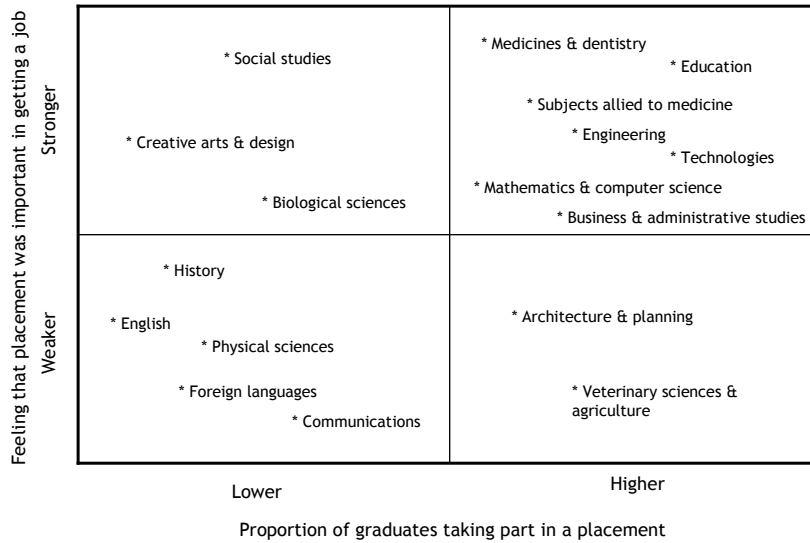 Feeling that placement was important in getting a job
Stronger
Weaker
* Medicines & dentistry
* Social studies
* Education
* Subjects allied to medicine
* Engineering
* Creative arts & design
* Technologies
* Mathematics & computer science
* Biological sciences
* Business & administrative studies
* History
* Architecture & planning
* English
* Physical sciences
* Foreign languages
* Veterinary sciences &
agriculture
* Communications
Lower
Higher
Proportion of graduates taking part in a placement